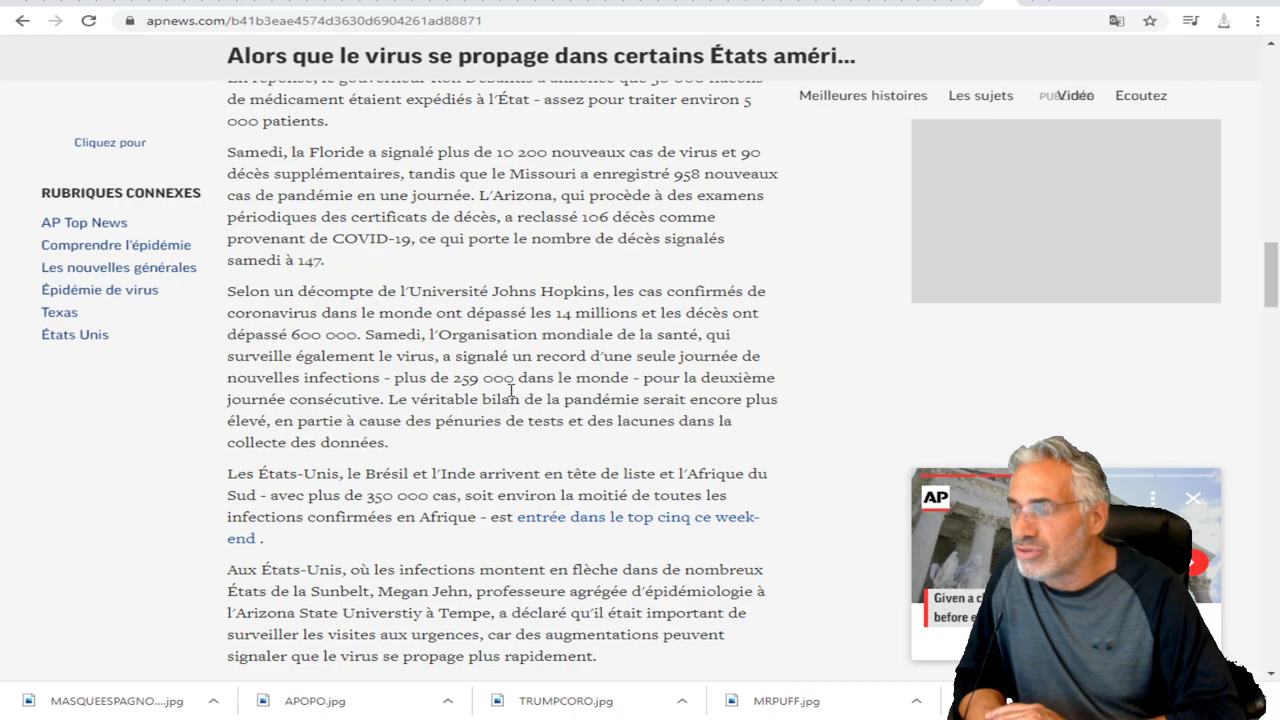 apnews.com/b41b3eae4574d3630d6904261ad88871
Alors que le virus se propage dans certains États améri...
Meilleures histoires
Les sujets
Vidéo
Ecoutez
Cliquez pour
RUBRIQUES CONNEXES
AP Top News
Comprendre l'épidémie
Les nouvelles générales
Épidémie de virus
Texas
États Unis
de médicament étaient expédiés à l'État - assez pour traiter environ 5
000 patients.
Samedi, la Floride a signalé plus de 10 200 nouveaux cas de virus et 90
décès supplémentaires, tandis que le Missouri a enregistré 958 nouveaux
cas de pandémie en une journée. L'Arizona, qui procède à des examens
périodiques des certificats de décès, a reclassé 106 décès comme
provenant de COVID-19, ce qui porte le nombre de décès signalés
samedi à 147.
Selon un décompte de l'Université Johns Hopkins, les cas confirmés de
coronavirus dans le monde ont dépassé les 14 millions et les décès ont
dépassé 600 000. Samedi, l'Organisation mondiale de la santé, qui
surveille également le virus, a signalé un record d'une seule journée de
nouvelles infections - plus de 259 000 dans le monde - pour la deuxième
journée consécutive. Le véritable bilan de la pandémie serait encore plus
élevé, en partie à cause des pénuries de tests et des lacunes dans la
collecte des données.
Les États-Unis, le Brésil et l'Inde arrivent en tête de liste et l'Afrique du
Sud - avec plus de 350 000 cas, soit environ la moitié de toutes les
infections confirmées en Afrique - est entrée dans le top cinq ce week-
end .
Aux États-Unis, où les infections montent en flèche dans de nombreux
États de la Sunbelt, Megan Jehn, professeure agrégée d'épidémiologie à
l'Arizona State Universtiy à Tempe, a déclaré qu'il était important de
surveiller les visites aux urgences, car des augmentations peuvent
signaler que le virus se propage plus rapidement.
AP
Given a
before
MASQUEESPAGNO....jpg
APOPO.jpg
TRUMPCORO.jpg
MRPUFF.jpg